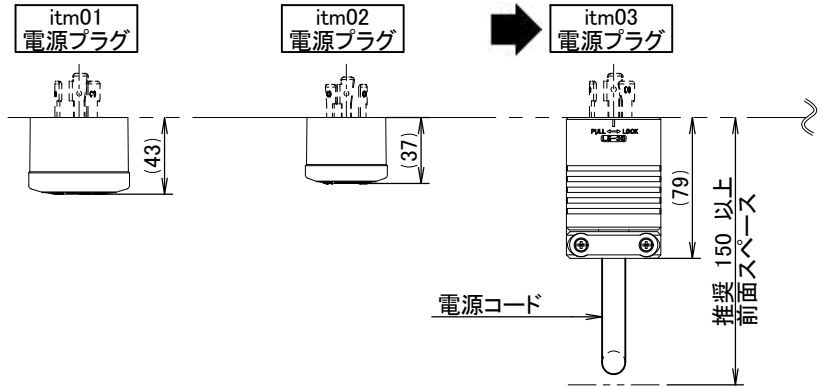 itm01
電源プラグ
itm02
電源プラグ
itm03
電源プラグ
(43)
(37)
PULL ⟺ LOCK
(79)
推奨 150 以上
前面スペース
電源コード